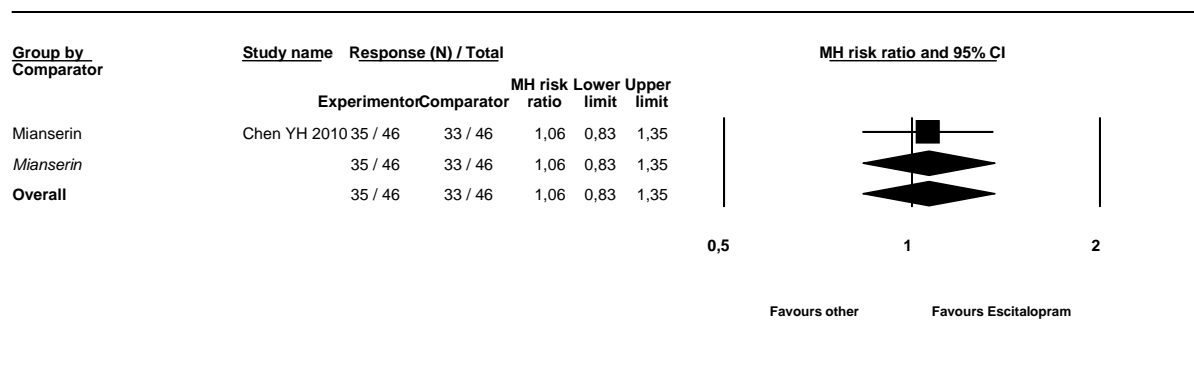 Group by Study name Response (N) / Total MH risk ratio and 95% CI
Comparator
MH risk Lower Upper
ExperimentorComparator ratio limit limit
Mianserin Chen YH 2010 35 / 46 33 / 46 1,06 0,83 1,35
Mianserin 35 / 46 33 / 46 1,06 0,83 1,35
Overall 35 / 46 33 / 46 1,06 0,83 1,35
0,5 1 2
Favours other Favours Escitalopram